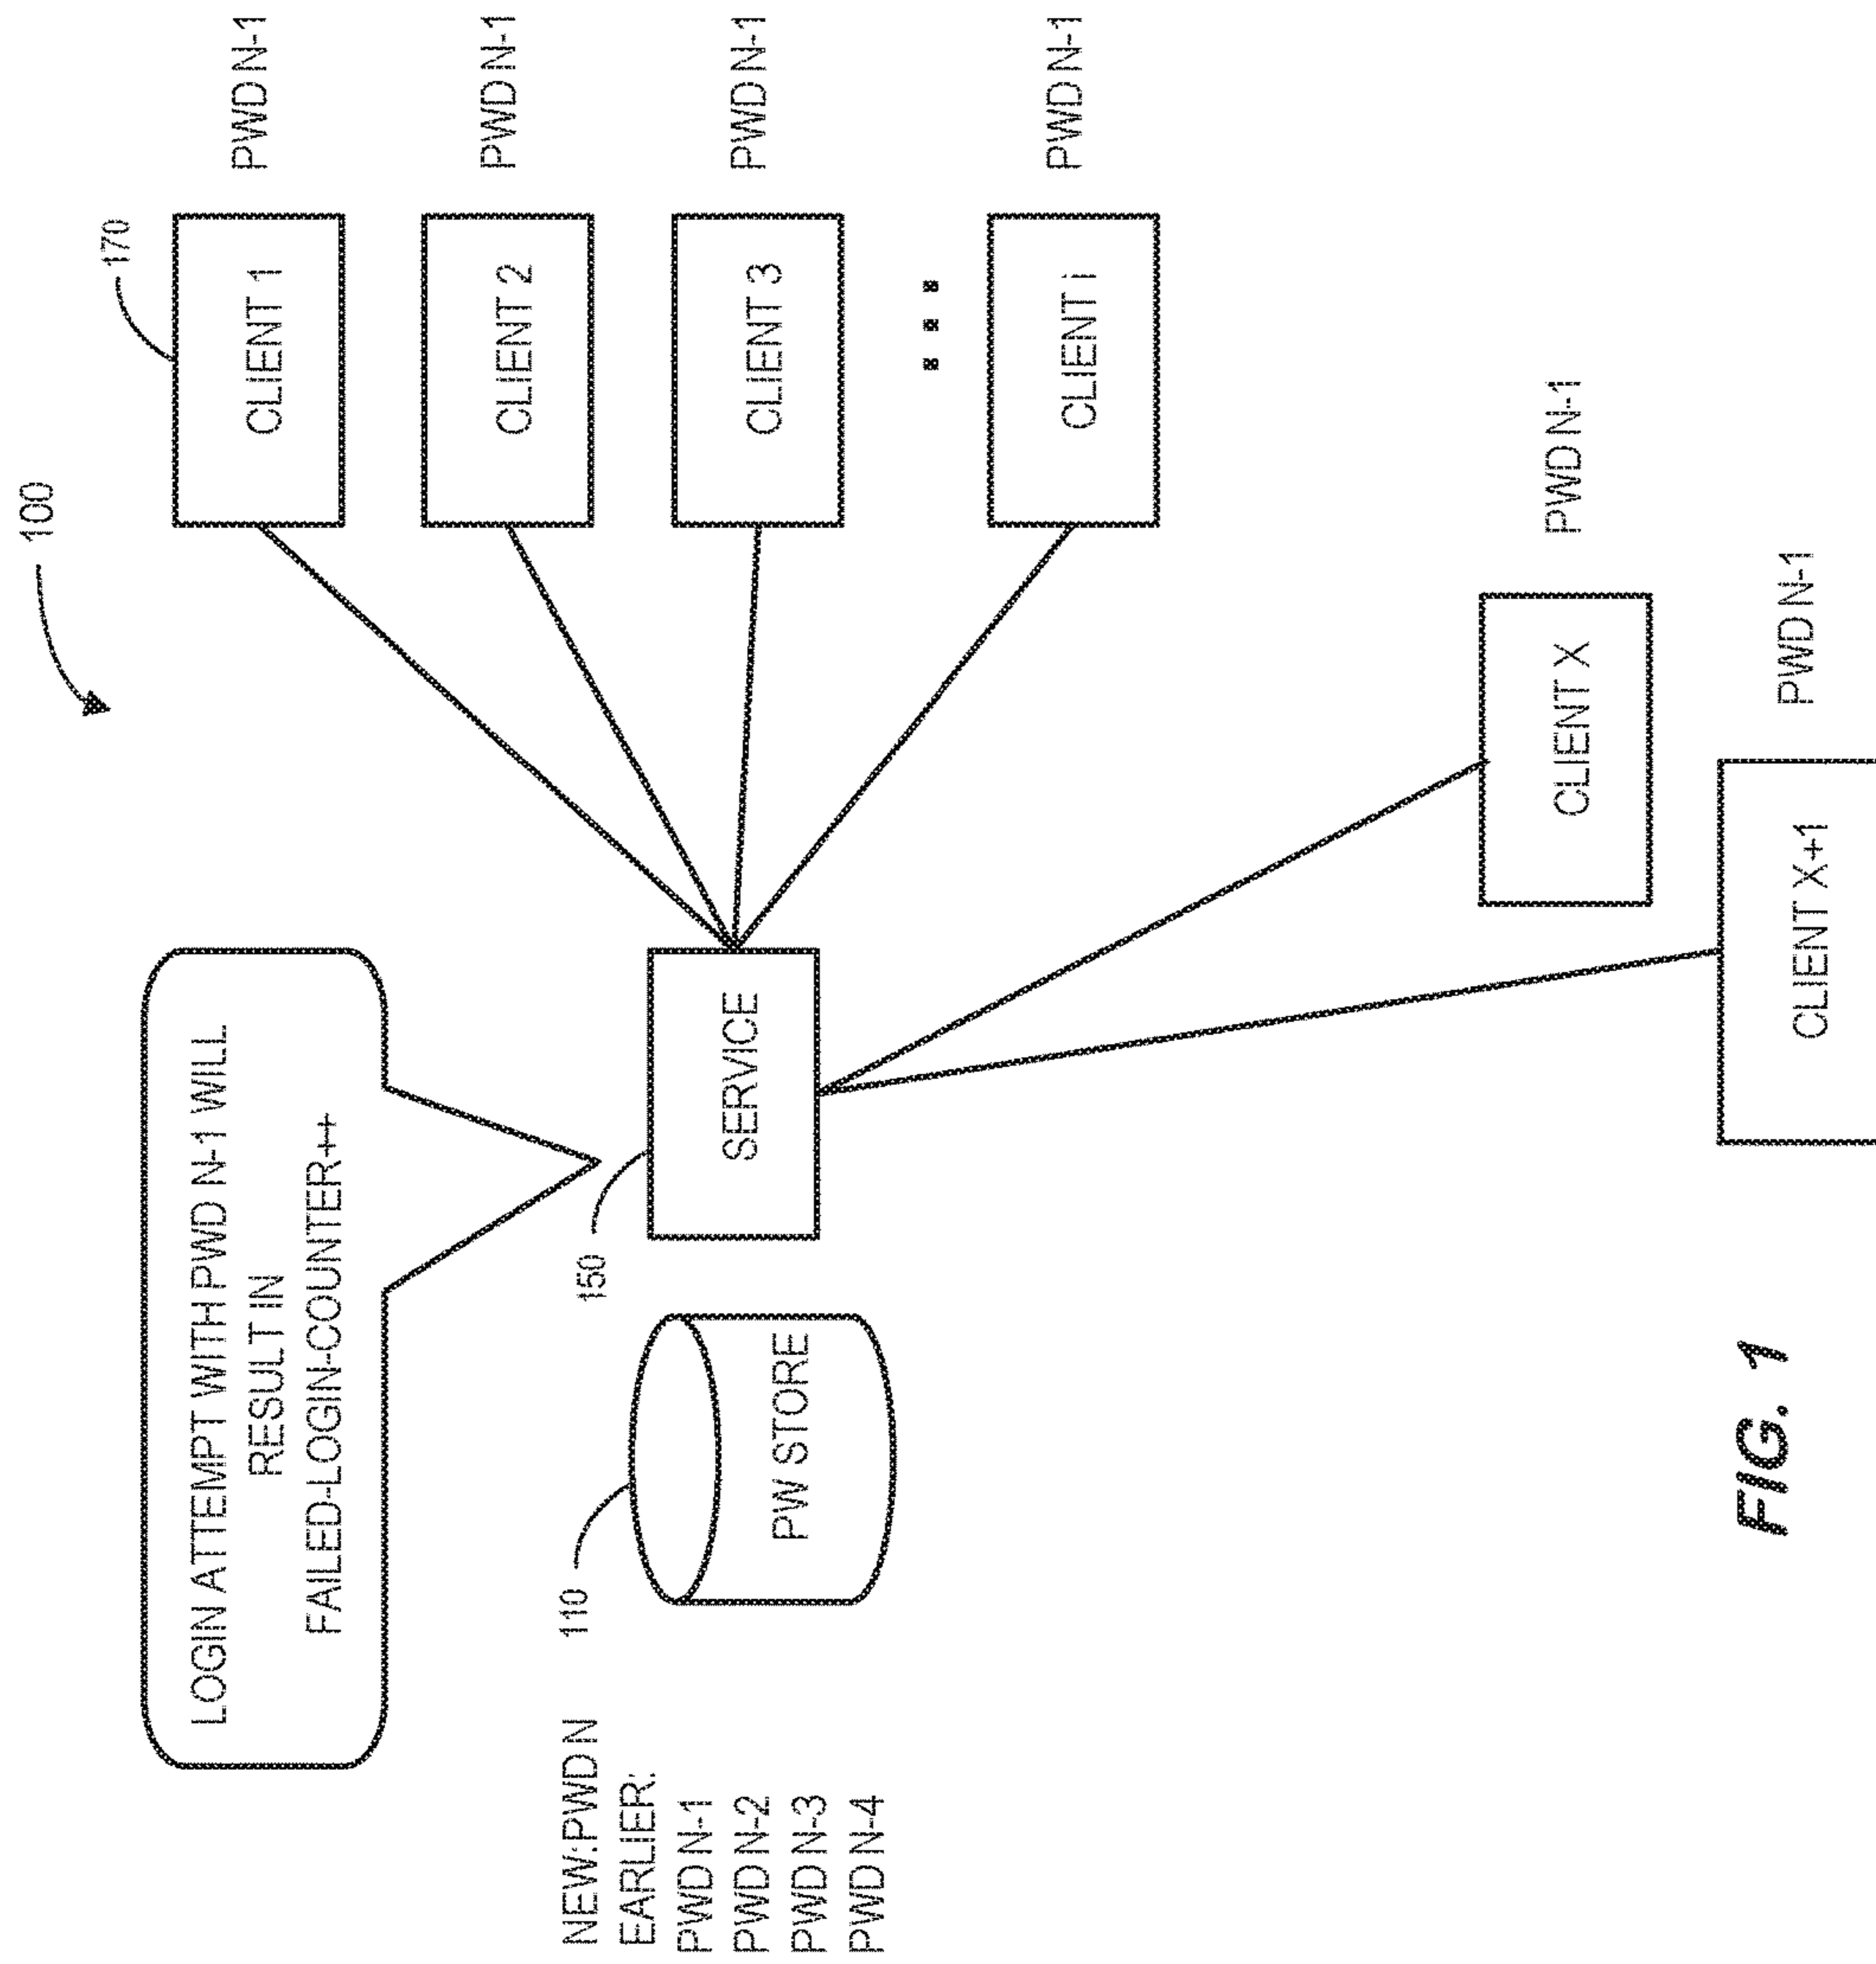 100
LOGIN ATTEMPT WITH PWD N-1 WILL
RESULT IN
FAILED-LOGIN-COUNTER++
170
CLIENT 1
PWD N-1
CLIENT 2
PWD N-1
CLIENT 3
PWD N-1
CLIENT i
PWD N-1
NEW:PWD N
EARLIER:
PWD N-1
PWD N-2
PWD N-3
PWD N-4
110
PW STORE
150
SERVICE
CLIENT X
PWD N-1
CLIENT X+1
PWD N-1
FIG. 1